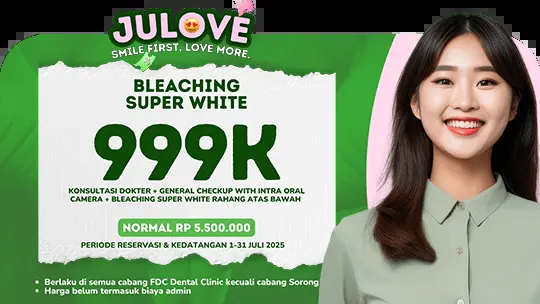 JULOVE
SMILE FIRST, LOVE MORE.
BLEACHING
SUPER WHITE
999K
KONSULTASI DOKTER + GENERAL CHECKUP WITH INTRA ORAL
CAMERA + BLEACHING SUPER WHITE RAHANG ATAS BAWAH
NORMAL RP 5.500.000
PERIODE RESERVASI & KEDATANGAN 1-31 JULI 2025
• Berlaku di semua cabang FDC Dental Clinic kecuali cabang Sorong
• Harga belum termasuk biaya admin